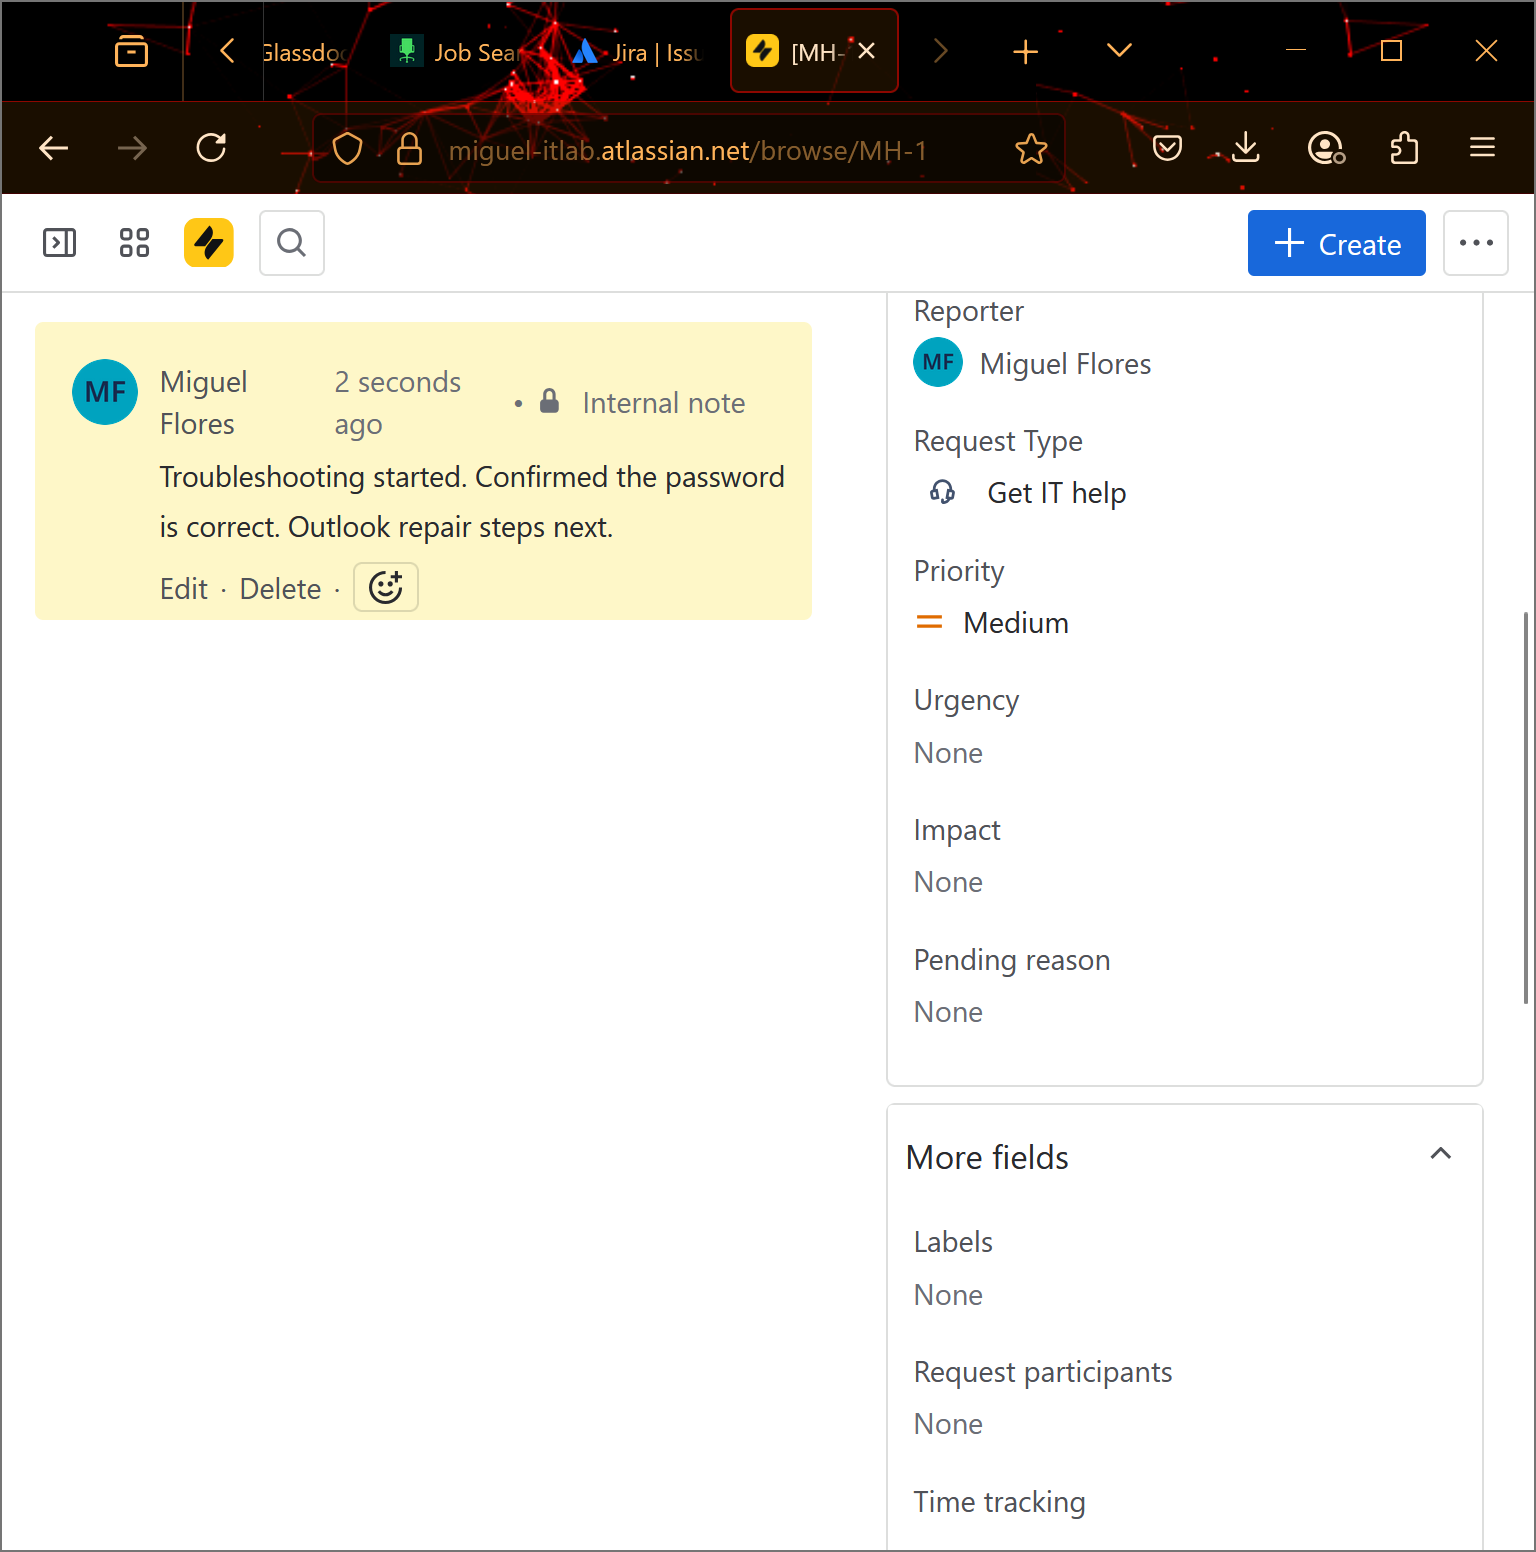 Glassdo
Job Sear
Jira | Issu
[MH-
miguel-itlab.atlassian.net/browse/MH-1
Create
MF
Miguel Flores
2 seconds ago
• Internal note
Troubleshooting started. Confirmed the password
is correct. Outlook repair steps next.
Edit · Delete ·
Reporter
MF Miguel Flores
Request Type
Get IT help
Priority
Medium
Urgency
None
Impact
None
Pending reason
None
More fields
Labels
None
Request participants
None
Time tracking